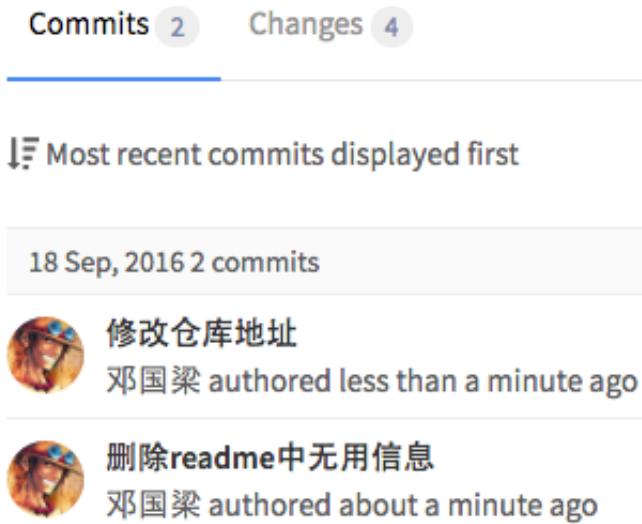 Commits 2 Changes 4
Most recent commits displayed first
18 Sep, 2016 2 commits
修改仓库地址
邓国梁 authored less than a minute ago
删除readme中无用信息
邓国梁 authored about a minute ago